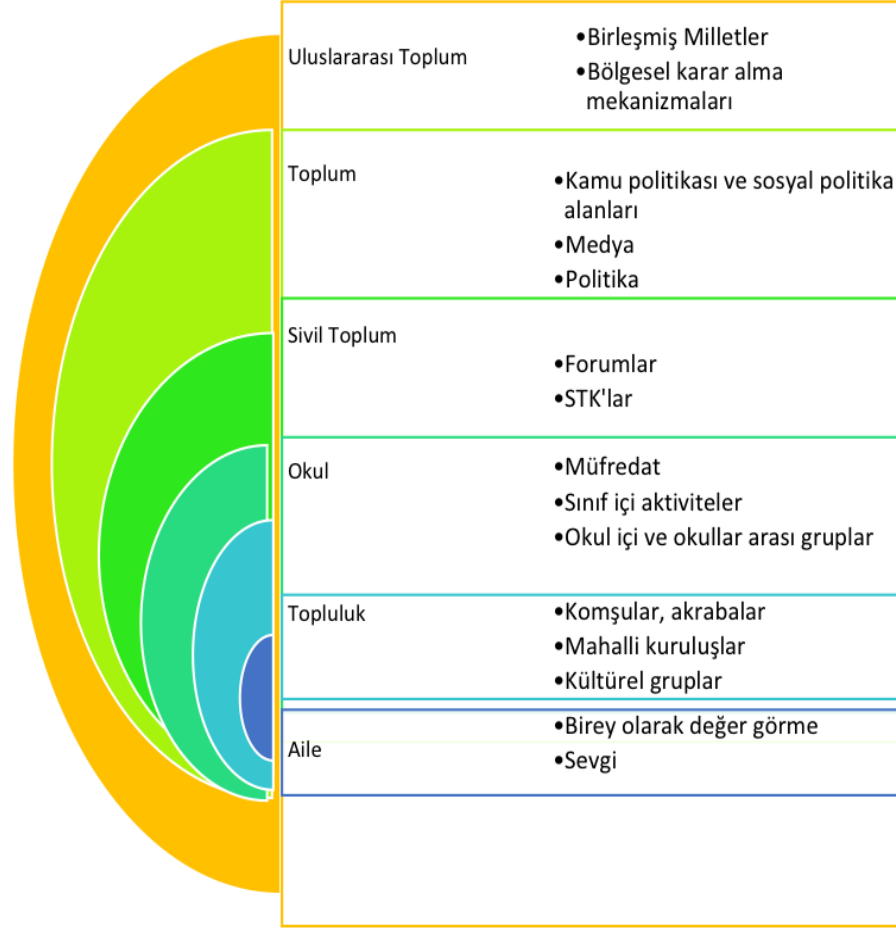 Uluslararası Toplum
•Birleşmiş Milletler
•Bölgesel karar alma
mekanizmaları
Toplum
•Kamu politikası ve sosyal politika
alanları
•Medya
•Politika
Sivil Toplum
•Forumlar
•STK'lar
Okul
•Müfredat
•Sınıf içi aktiviteler
•Okul içi ve okullar arası gruplar
Topluluk
•Komşular, akrabalar
•Mahalli kuruluşlar
•Kültürel gruplar
Aile
•Birey olarak değer görme
•Sevgi